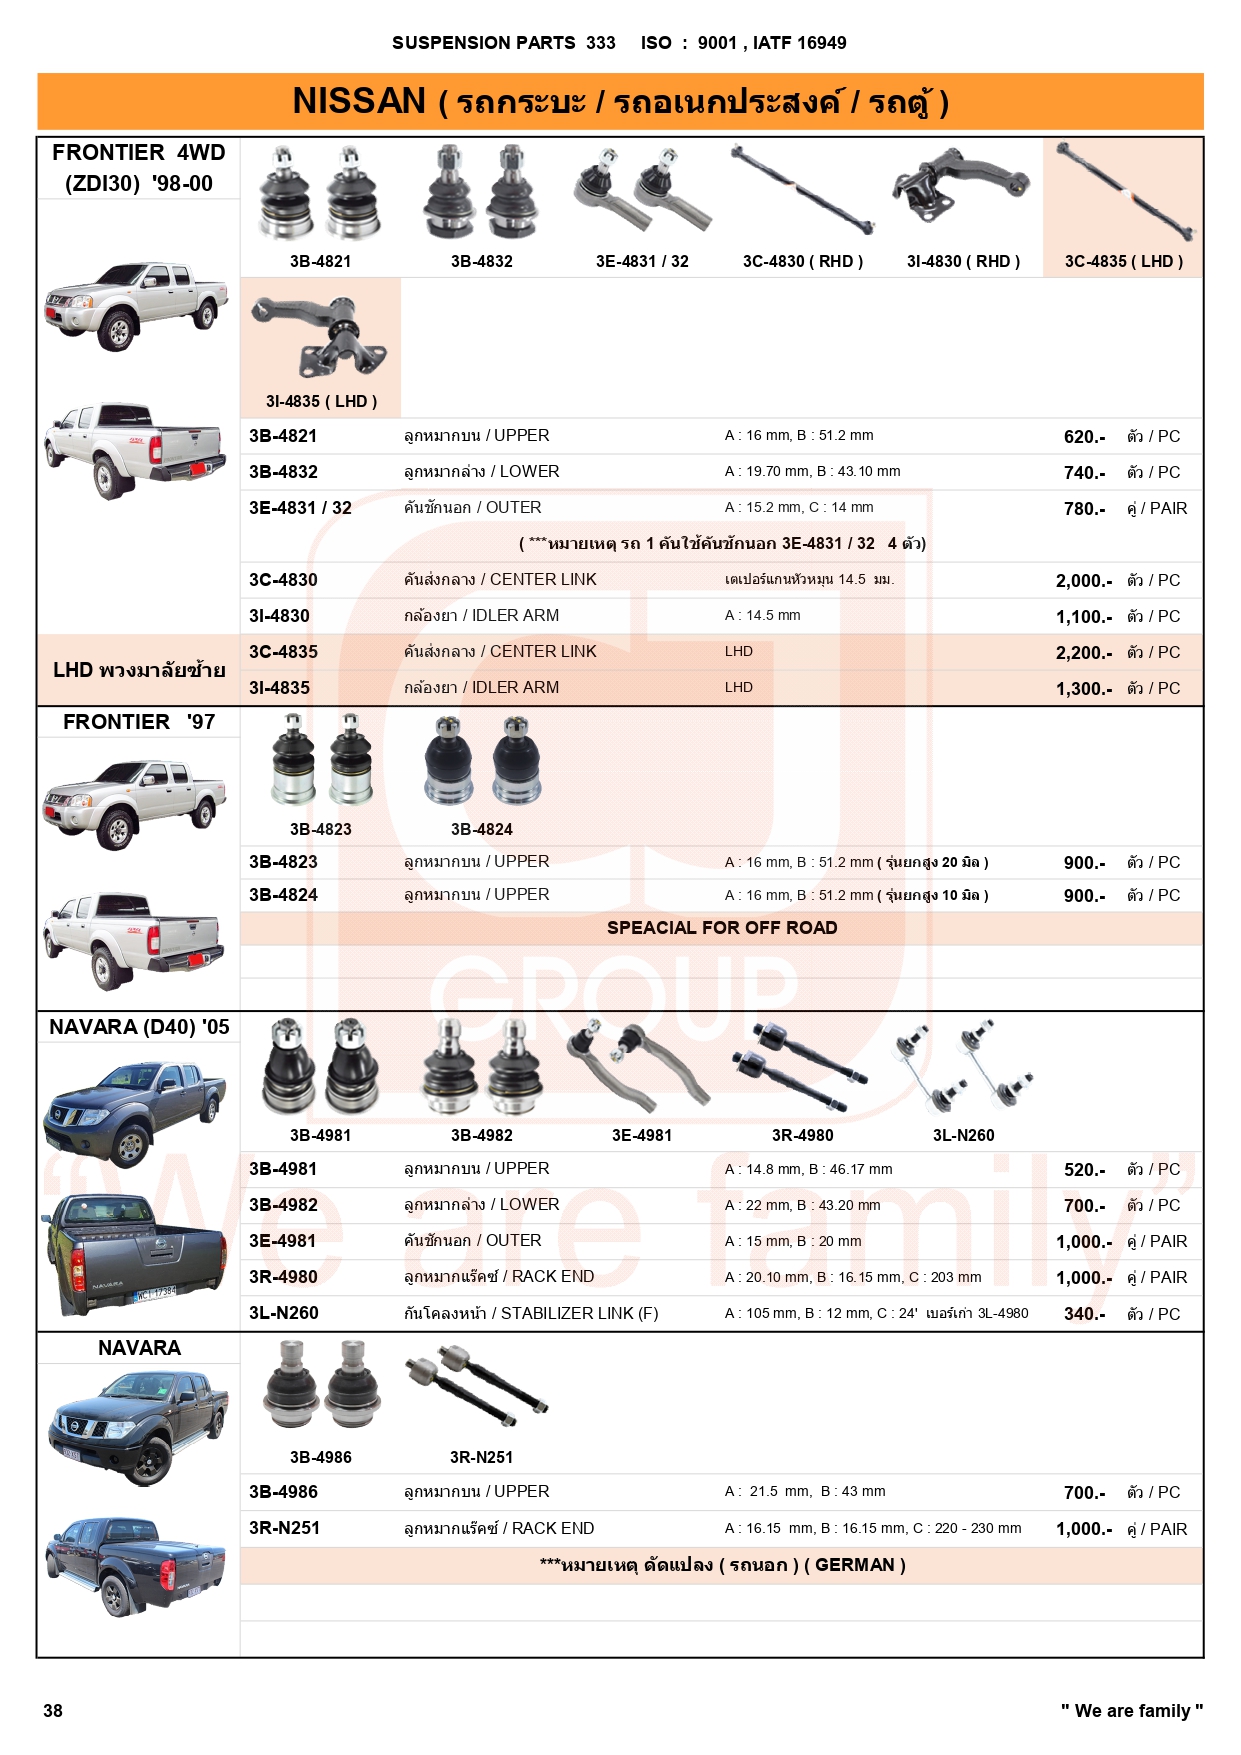 SUSPENSION PARTS 333 ISO : 9001 , IATF 16949
NISSAN ( รถกระบะ / รถอเนกประสงค์ / รถตู้ )
FRONTIER 4WD
(ZDI30) '98-00
3B-4821 3B-4832 3E-4831 / 32 3C-4830 ( RHD ) 3I-4830 ( RHD ) 3C-4835 ( LHD )
3I-4835 ( LHD )
3B-4821 ลูกหมากบน / UPPER A : 16 mm, B : 51.2 mm 620.- ตัว / PC
3B-4832 ลูกหมากล่าง / LOWER A : 19.70 mm, B : 43.10 mm 740.- ตัว / PC
3E-4831 / 32 คันชักนอก / OUTER A : 15.2 mm, C : 14 mm 780.- คู่ / PAIR
( ***หมายเหตุ รถ 1 คันใช้คันชักนอก 3E-4831 / 32 4 ตัว)
3C-4830 คันส่งกลาง / CENTER LINK เตเปอร์แกนหัวหมุน 14.5 มม. 2,000.- ตัว / PC
3I-4830 กล้องยา / IDLER ARM A : 14.5 mm 1,100.- ตัว / PC
LHD พวงมาลัยซ้าย
3C-4835 คันส่งกลาง / CENTER LINK LHD 2,200.- ตัว / PC
3I-4835 กล้องยา / IDLER ARM LHD 1,300.- ตัว / PC
FRONTIER '97
3B-4823 3B-4824
3B-4823 ลูกหมากบน / UPPER A : 16 mm, B : 51.2 mm ( รุ่นยกสูง 20 มิล ) 900.- ตัว / PC
3B-4824 ลูกหมากบน / UPPER A : 16 mm, B : 51.2 mm ( รุ่นยกสูง 10 มิล ) 900.- ตัว / PC
SPEACIAL FOR OFF ROAD
CJ
GROUP
NAVARA (D40) '05
3B-4981 3B-4982 3E-4981 3R-4980 3L-N260
"We are family"
3B-4981 ลูกหมากบน / UPPER A : 14.8 mm, B : 46.17 mm 520.- ตัว / PC
3B-4982 ลูกหมากล่าง / LOWER A : 22 mm, B : 43.20 mm 700.- ตัว / PC
3E-4981 คันชักนอก / OUTER A : 15 mm, B : 20 mm 1,000.- คู่ / PAIR
3R-4980 ลูกหมากแร๊คซ์ / RACK END A : 20.10 mm, B : 16.15 mm, C : 203 mm 1,000.- คู่ / PAIR
3L-N260 กันโคลงหน้า / STABILIZER LINK (F) A : 105 mm, B : 12 mm, C : 24' เบอร์เก่า 3L-4980 340.- ตัว / PC
NAVARA
3B-4986 3R-N251
3B-4986 ลูกหมากบน / UPPER A : 21.5 mm, B : 43 mm 700.- ตัว / PC
3R-N251 ลูกหมากแร๊คซ์ / RACK END A : 16.15 mm, B : 16.15 mm, C : 220 - 230 mm 1,000.- คู่ / PAIR
***หมายเหตุ ดัดแปลง ( รถนอก ) ( GERMAN )
38 " We are family "